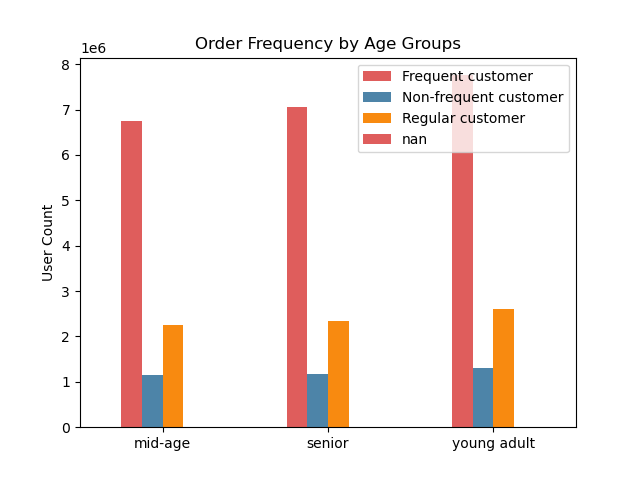 Order Frequency by Age Groups
1e6
Frequent customer
Non-frequent customer
Regular customer
nan
8
7
6
5
4
3
2
1
0
User Count
mid-age
senior
young adult